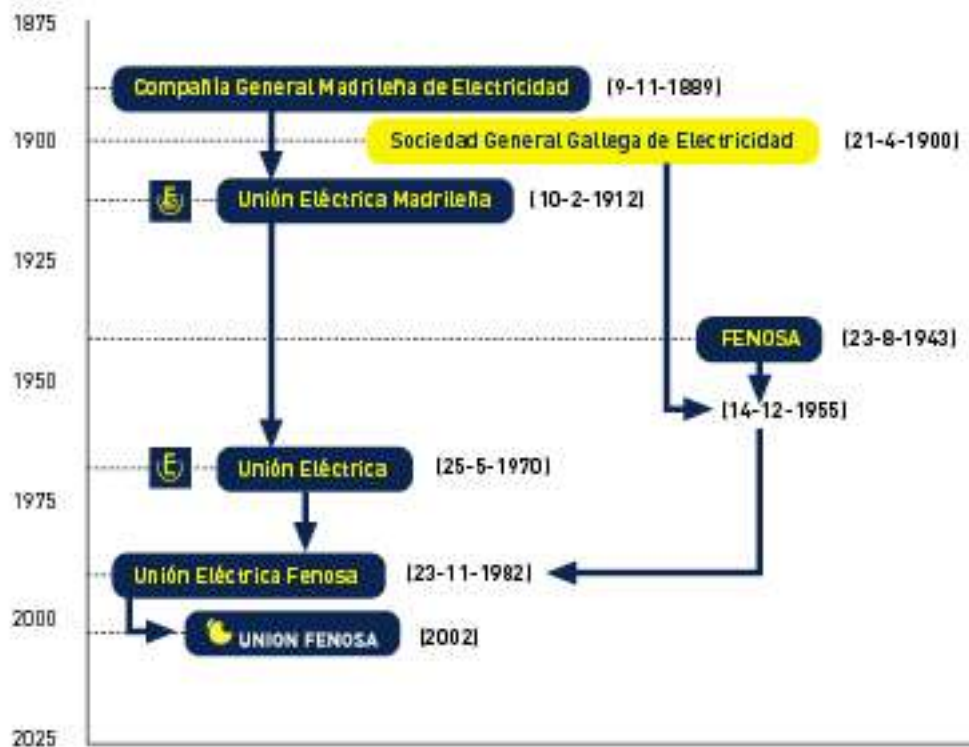 1875
Compañía General Madrileña de Electricidad (9-11-1889)
1900
Sociedad General Gallega de Electricidad (21-4-1900)
Unión Eléctrica Madrileña (10-2-1912)
1925
FENOSA (23-8-1943)
1950
(14-12-1955)
Unión Eléctrica (25-5-1970)
1975
Unión Eléctrica Fenosa (23-11-1982)
2000
UNION FENOSA (2002)
2025